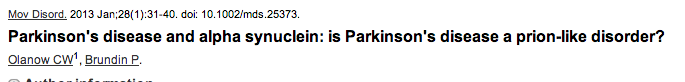 Mov Disord. 2013 Jan;28(1):31-40. doi: 10.1002/mds.25373.
Parkinson's disease and alpha synuclein: is Parkinson's disease a prion-like disorder?
Olanow CW1, Brundin P.